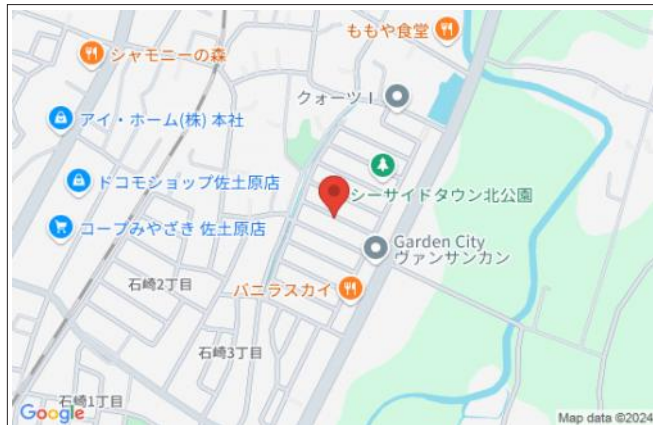 ももや食堂
シャモニーの森
クォーツ I
アイ・ホーム(株) 本社
ドコモショップ佐土原店
シーサイドタウン北公園
コープみやざき 佐土原店
Garden City
ヴァンサンカン
石崎2丁目
バニラスカイ
石崎3丁目
石崎1丁目
Google
Map data ©2024